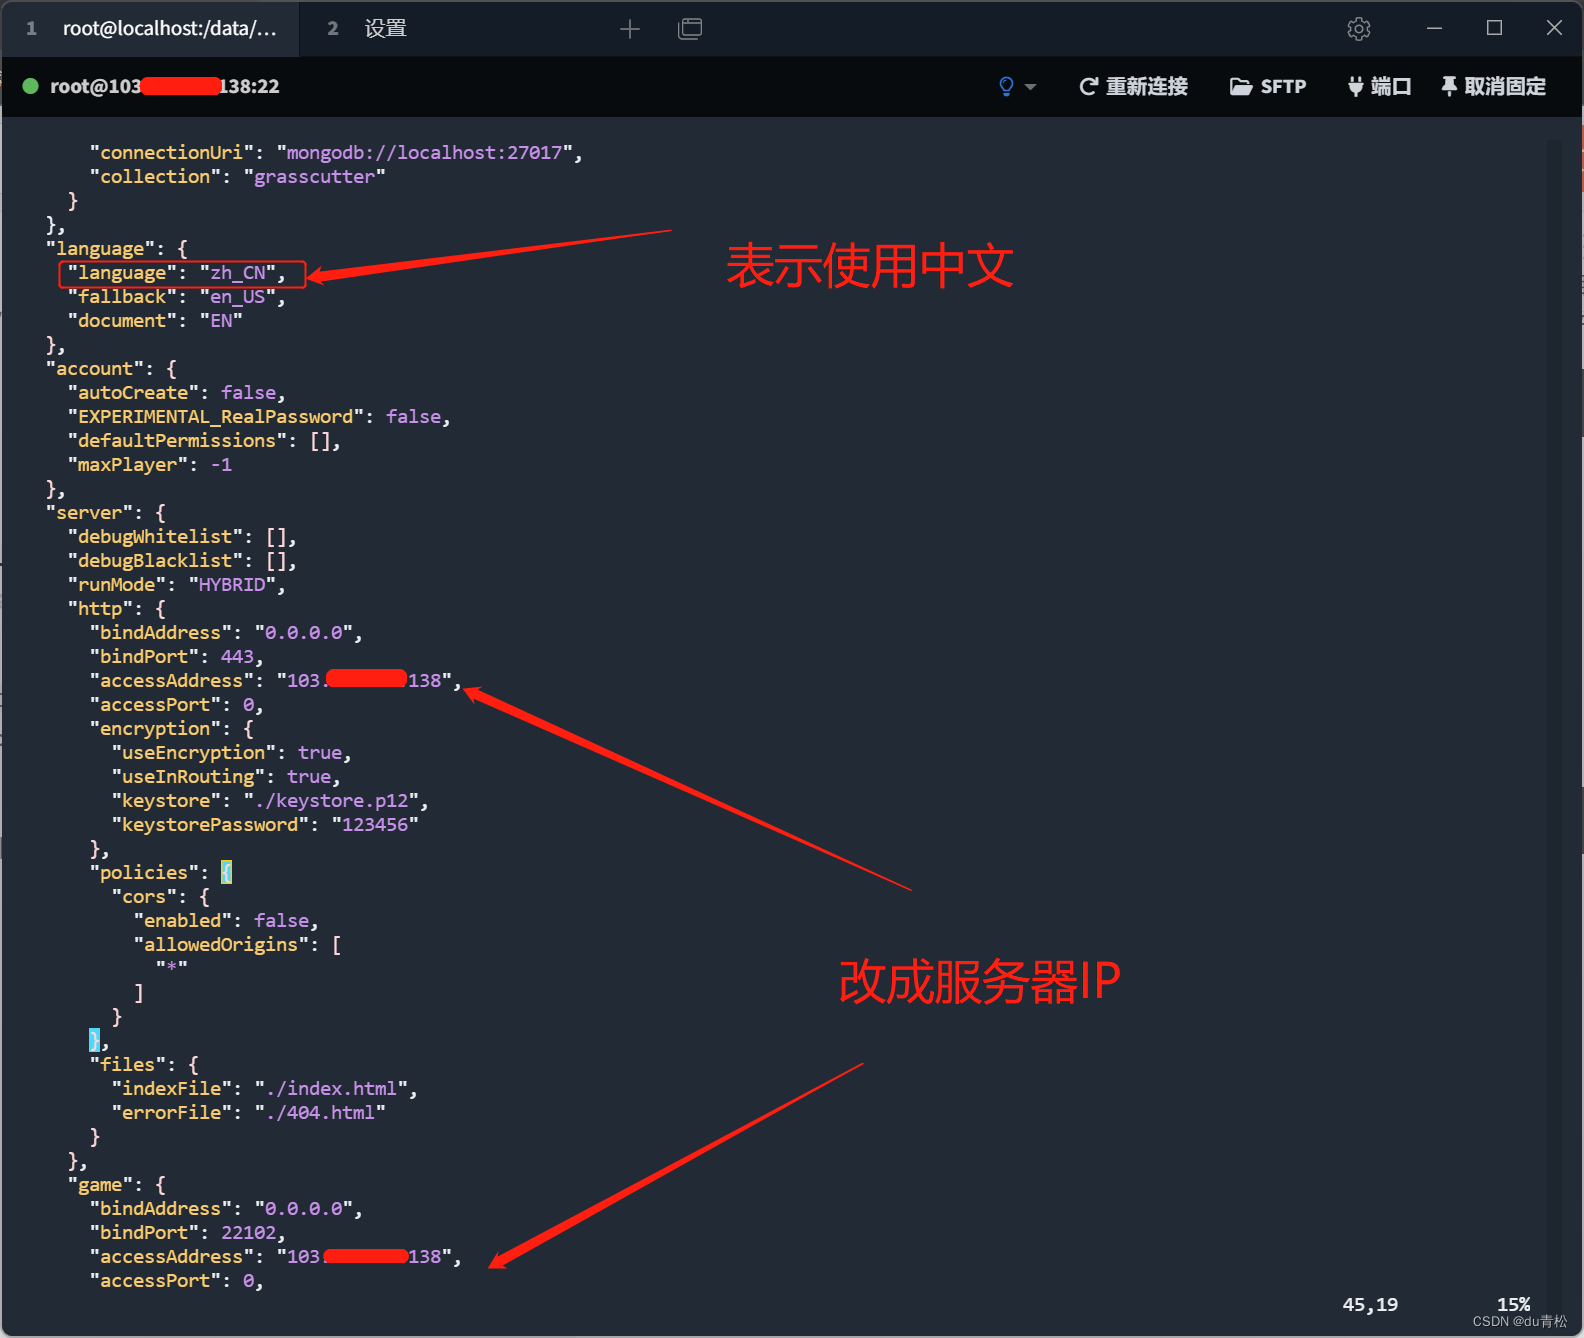 1 root@localhost:/data/... 2 设置
root@103 138:22 重新连接 SFTP 端口 取消固定
"connectionUri": "mongodb://localhost:27017",
"collection": "grasscutter"
}
},
"language": {
"language": "zh_CN",
表示使用中文
"fallback": "en_US",
"document": "EN"
},
"account": {
"autoCreate": false,
"EXPERIMENTAL_RealPassword": false,
"defaultPermissions": [],
"maxPlayer": -1
},
"server": {
"debugWhitelist": [],
"debugBlacklist": [],
"runMode": "HYBRID",
"http": {
"bindAddress": "0.0.0.0",
"bindPort": 443,
"accessAddress": "103. .138",
"accessPort": 0,
"encryption": {
"useEncryption": true,
"useInRouting": true,
"keystore": "./keystore.p12",
"keystorePassword": "123456"
},
"policies": {
"cors": {
"enabled": false,
"allowedOrigins": [
"*"
]
改成服务器IP
}
},
"files": {
"indexFile": "./index.html",
"errorFile": "./404.html"
}
},
"game": {
"bindAddress": "0.0.0.0",
"bindPort": 22102,
"accessAddress": "103. 138",
"accessPort": 0,
45,19 15%
CSDN @du青松